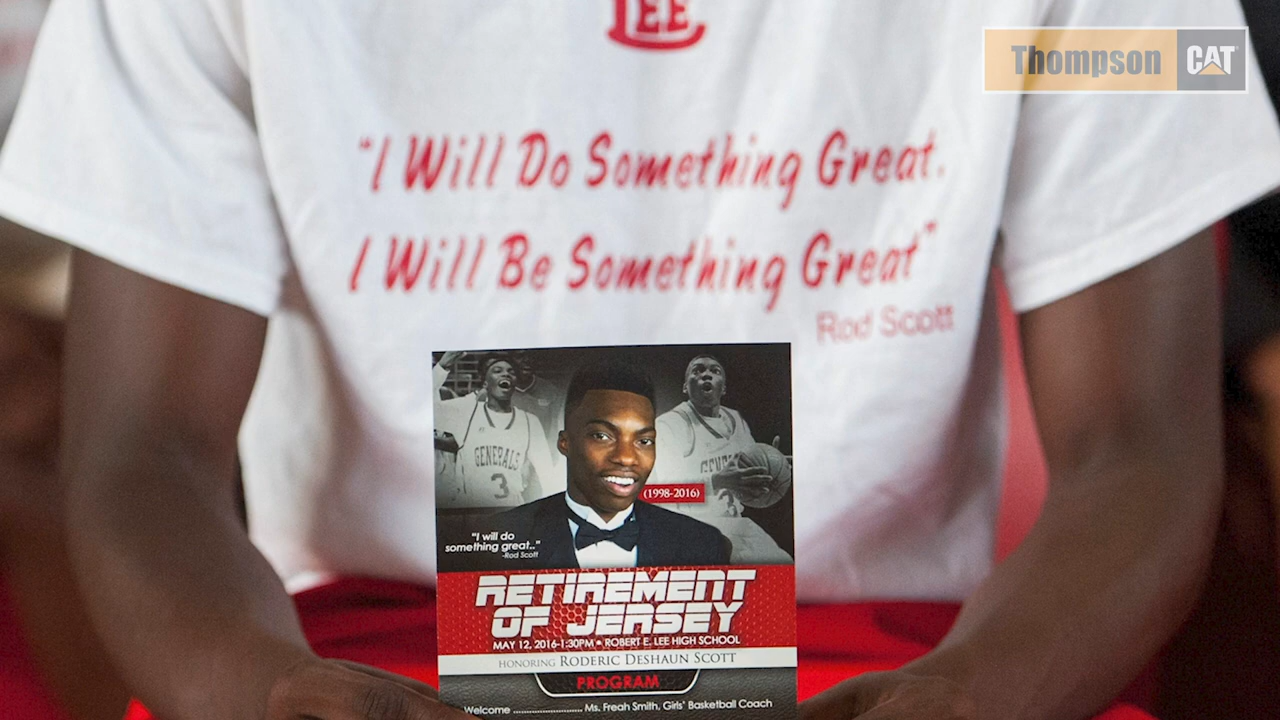 LEE
Thompson CAT
"I Will Do Something Great.
I Will Be Something Great"
Rod Scott
GENERALS
3
(1998-2016)
"I will do
something great.."
-Rod Scott
RETIREMENT
OF JERSEY
MAY 12, 2016-1:30PM • ROBERT E. LEE HIGH SCHOOL
HONORING RODERIC DESHAUN SCOTT
PROGRAM
Welcome ........................... Ms. Freah Smith, Girls' Basketball Coach